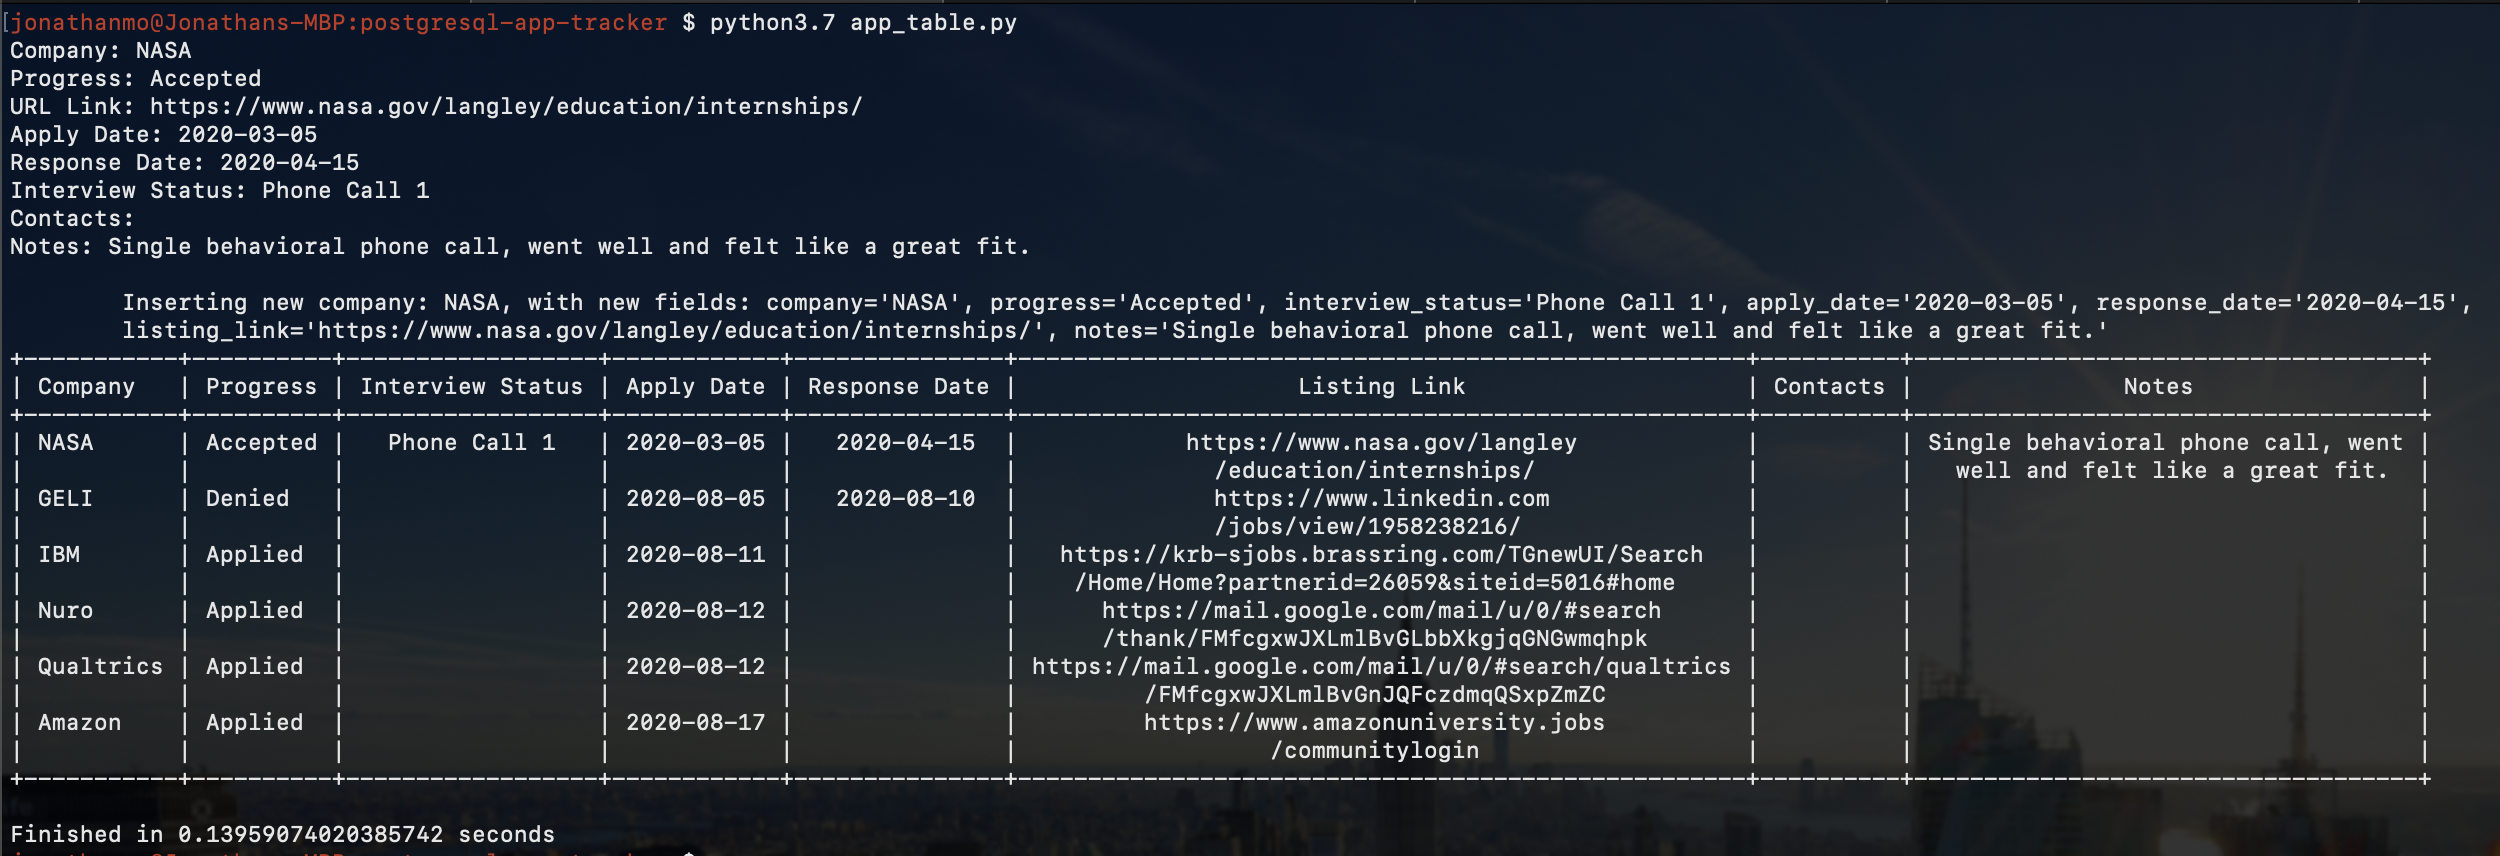 jonathanmo@Jonathans-MBP:postgresql-app-tracker $ python3.7 app_table.py
Company: NASA
Progress: Accepted
URL Link: https://www.nasa.gov/langley/education/internships/
Apply Date: 2020-03-05
Response Date: 2020-04-15
Interview Status: Phone Call 1
Contacts:
Notes: Single behavioral phone call, went well and felt like a great fit.
Inserting new company: NASA, with new fields: company='NASA', progress='Accepted', interview_status='Phone Call 1', apply_date='2020-03-05', response_date='2020-04-15',
listing_link='https://www.nasa.gov/langley/education/internships/', notes='Single behavioral phone call, went well and felt like a great fit.'
| Company | Progress | Interview Status | Apply Date | Response Date | Listing Link | Contacts | Notes |
| NASA | Accepted | Phone Call 1 | 2020-03-05 | 2020-04-15 | https://www.nasa.gov/langley | | Single behavioral phone call, went |
| | | | | | /education/internships/ | | well and felt like a great fit. |
| GELI | Denied | | 2020-08-05 | 2020-08-10 | https://www.linkedin.com | | |
| | | | | | /jobs/view/1958238216/ | | |
| IBM | Applied | | 2020-08-11 | | https://krb-sjobs.brassring.com/TGnewUI/Search | | |
| | | | | | /Home/Home?partnerid=26059&siteid=5016#home | | |
| Nuro | Applied | | 2020-08-12 | | https://mail.google.com/mail/u/0/#search | | |
| | | | | | /thank/FMfcgxwJXLmlBvGLbbXkgjqGNGwmqhpk | | |
| Qualtrics | Applied | | 2020-08-12 | | https://mail.google.com/mail/u/0/#search/qualtrics | | |
| | | | | | /FMfcgxwJXLmlBvGnJQFczdmqQSxpZmZC | | |
| Amazon | Applied | | 2020-08-17 | | https://www.amazonuniversity.jobs | | |
| | | | | | /communitylogin | | |
Finished in 0.13959074020385742 seconds